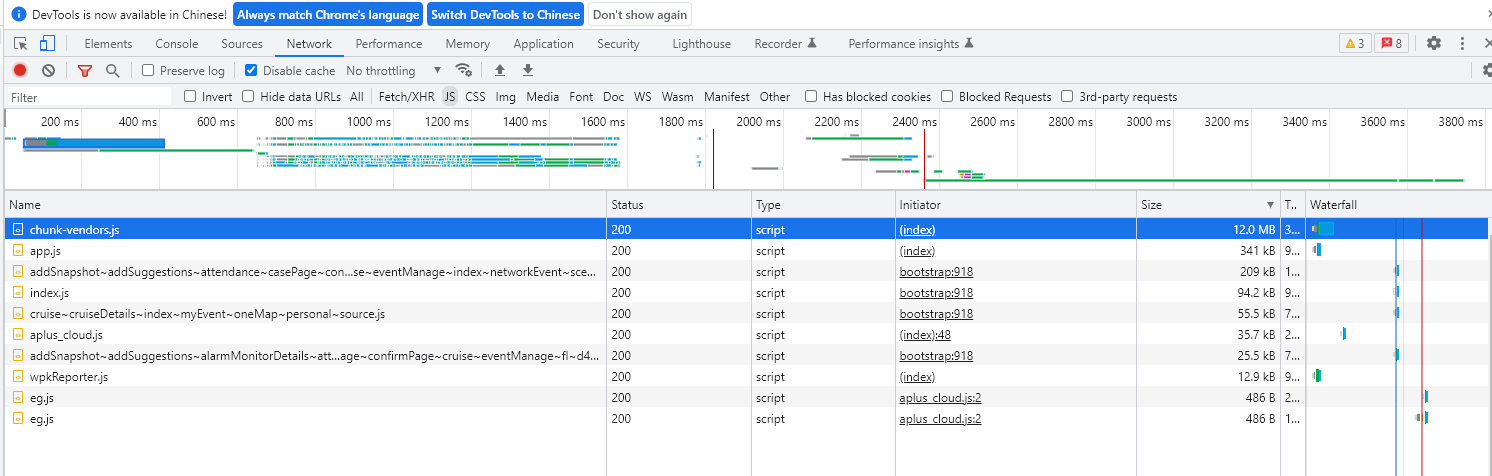 DevTools is now available in Chinese! Always match Chrome's language Switch DevTools to Chinese Don't show again
Elements Console Sources Network Performance Memory Application Security Lighthouse Recorder Performance insights 3 8
Preserve log Disable cache No throttling
Filter Invert Hide data URLs All Fetch/XHR JS CSS Img Media Font Doc WS Wasm Manifest Other Has blocked cookies Blocked Requests 3rd-party requests
200 ms 400 ms 600 ms 800 ms 1000 ms 1200 ms 1400 ms 1600 ms 1800 ms 2000 ms 2200 ms 2400 ms 2600 ms 2800 ms 3000 ms 3200 ms 3400 ms 3600 ms 3800 ms
Name Status Type Initiator Size T.. Waterfall
chunk-vendors.js 200 script (index) 12.0 MB 3...
app.js 200 script (index) 341 kB 9...
addSnapshot~addSuggestions~attendance~casePage~con...se~eventManage~index~networkEvent~sce... 200 script bootstrap:918 209 kB 1...
index.js 200 script bootstrap:918 94.2 kB 9...
cruise~cruiseDetails~index~myEvent~oneMap~personal~source.js 200 script bootstrap:918 55.5 kB 7...
aplus_cloud.js 200 script (index):48 35.7 kB 2...
addSnapshot~addSuggestions~alarmMonitorDetails~att...age~confirmPage~cruise~eventManage~fl~d4... 200 script bootstrap:918 25.5 kB 7...
wpkReporter.js 200 script (index) 12.9 kB 9...
eg.js 200 script aplus_cloud.js:2 486 B 2...
eg.js 200 script aplus_cloud.js:2 486 B 1...